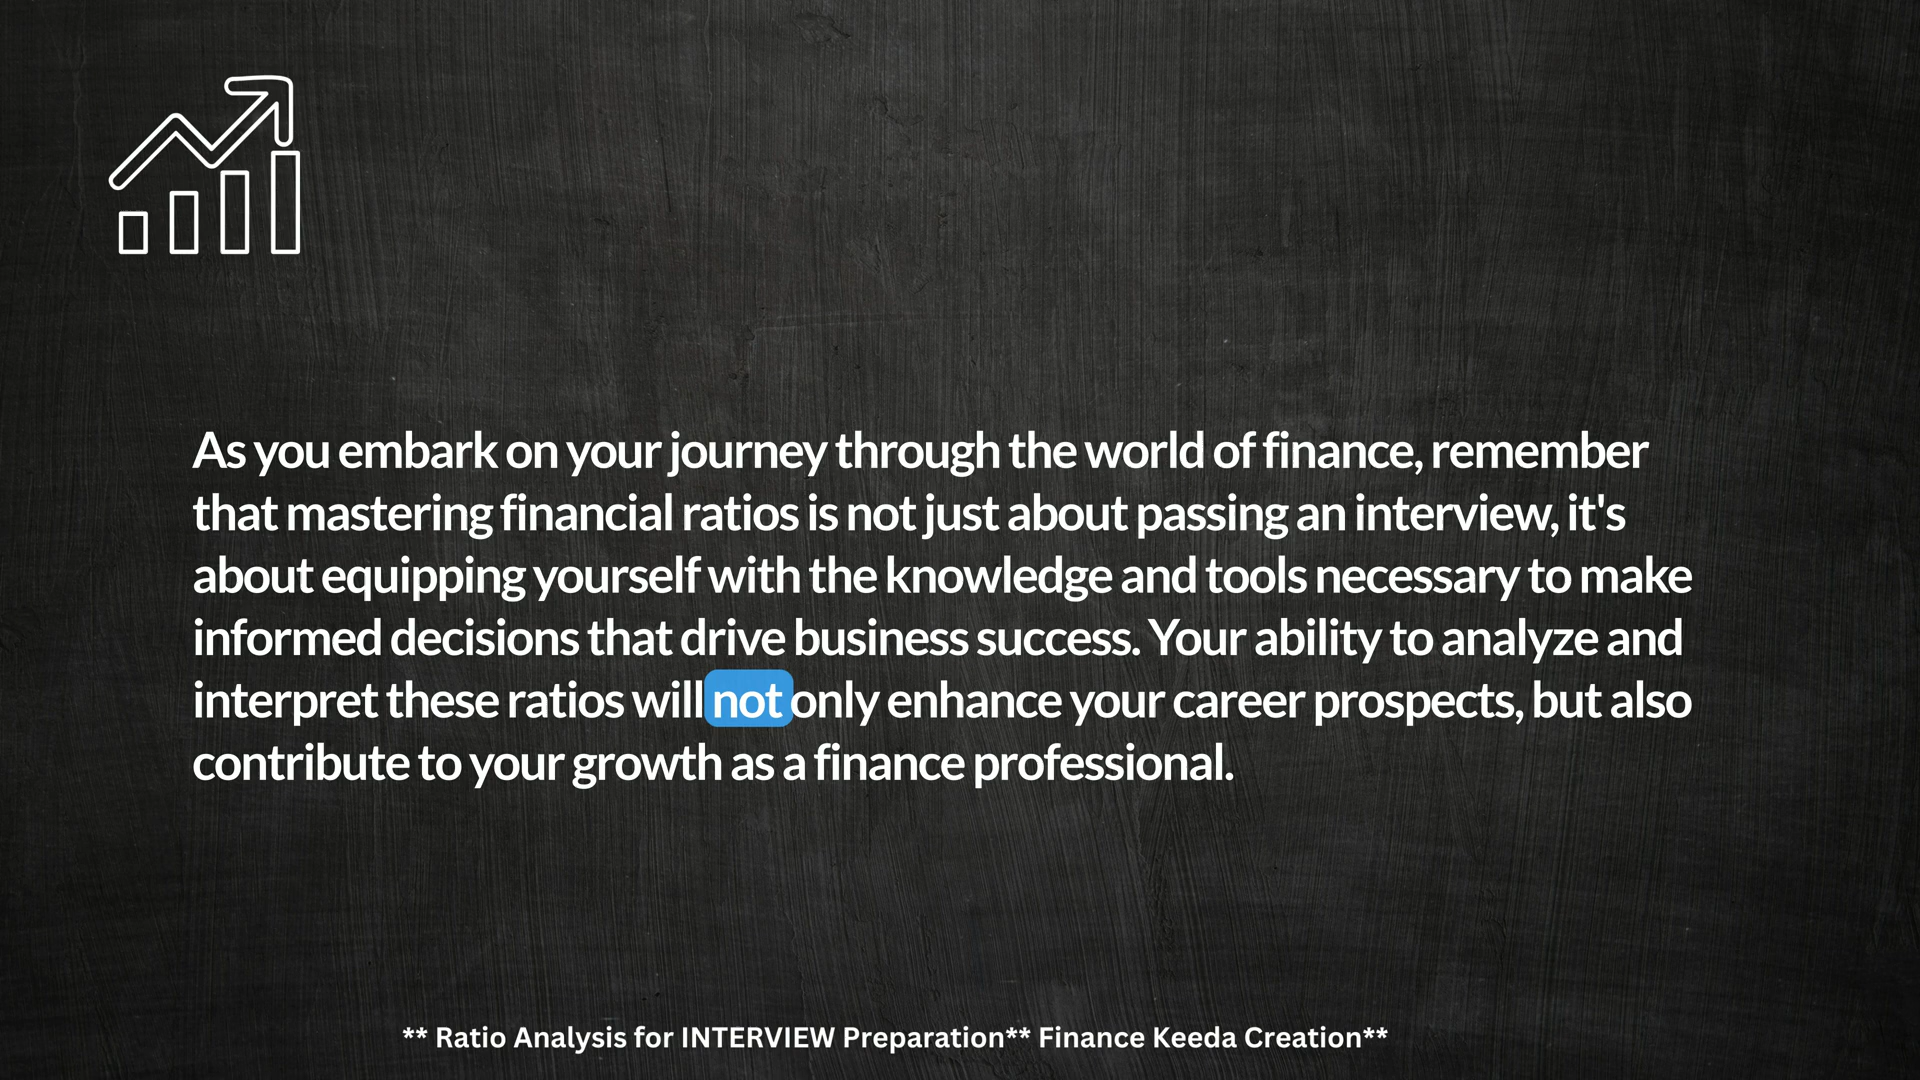 As you embark on your journey through the world of finance, remember
that mastering financial ratios is not just about passing an interview, it's
about equipping yourself with the knowledge and tools necessary to make
informed decisions that drive business success. Your ability to analyze and
interpret these ratios will not only enhance your career prospects, but also
contribute to your growth as a finance professional.
** Ratio Analysis for INTERVIEW Preparation** Finance Keeda Creation**